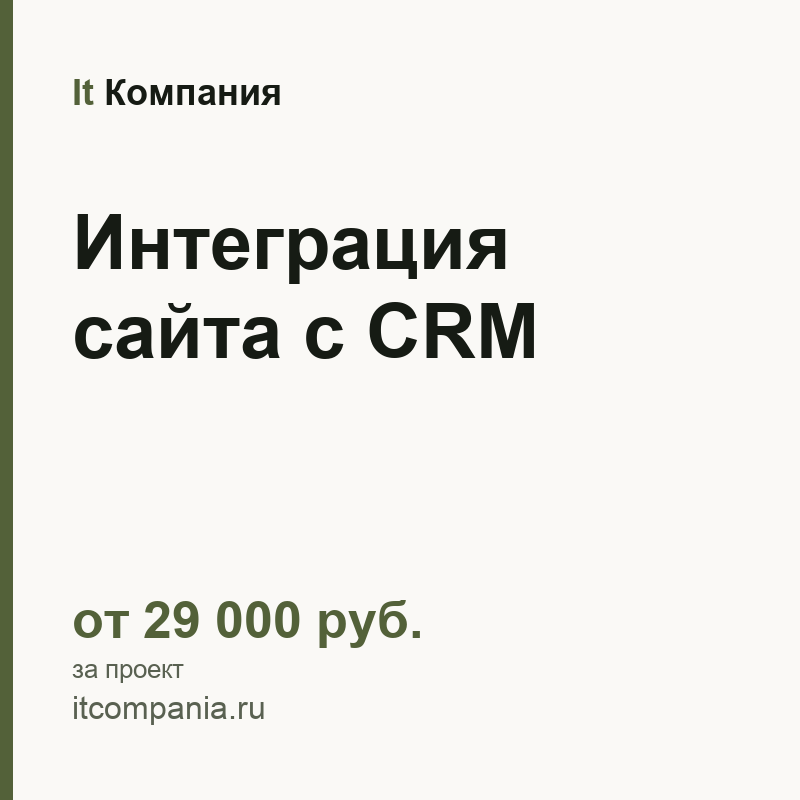 It Компания
Интеграция
сайта с CRM
от 29 000 руб.
за проект
itcompania.ru